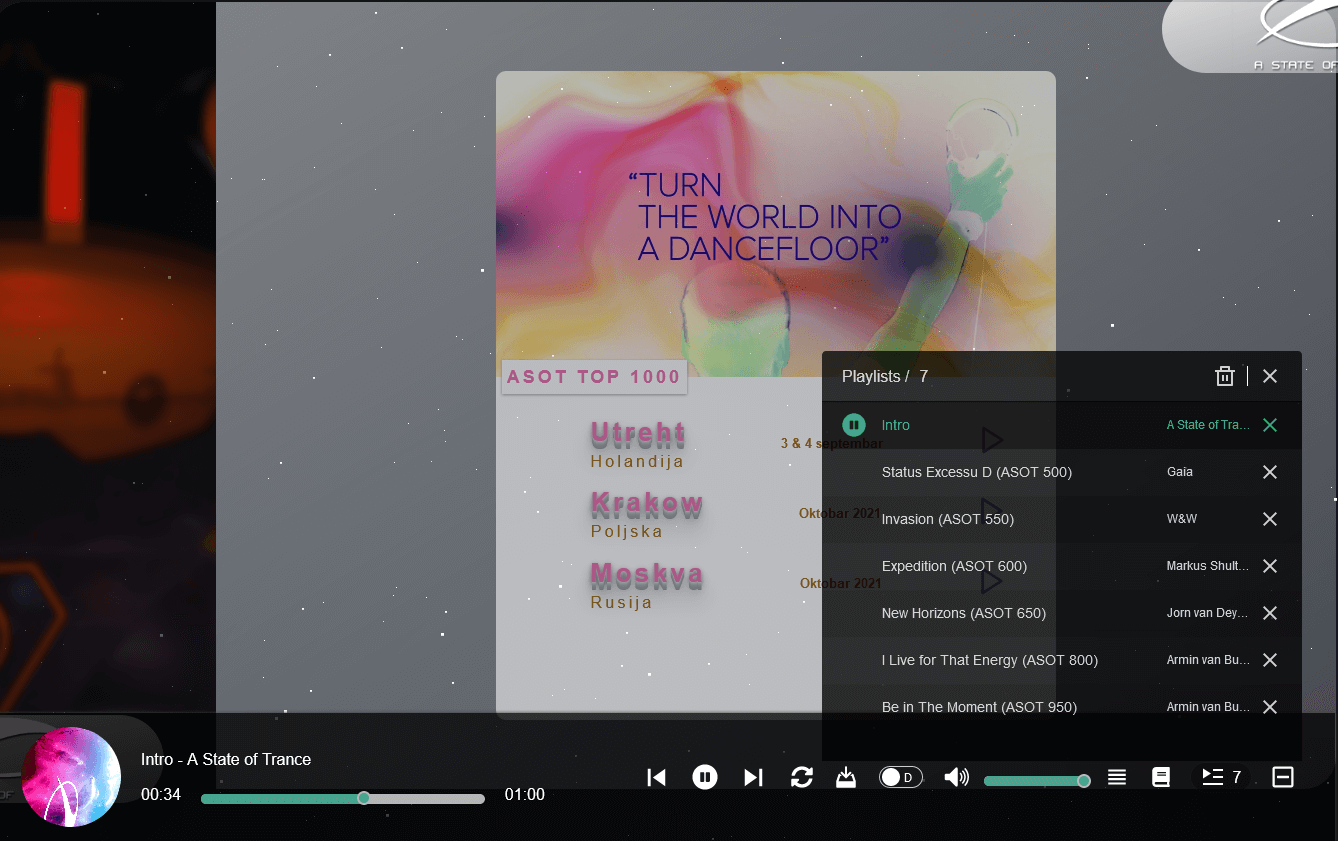 A STATE OF
“TURN
THE WORLD INTO
A DANCEFLOOR”
ASOT TOP 1000
Utreht
Holandija
3 & 4 septembar
Krakow
Poljska
Oktobar 2021
Moskva
Rusija
Oktobar 2021
Playlists / 7
Intro A State of Tra...
Status Excessu D (ASOT 500) Gaia
Invasion (ASOT 550) W&W
Expedition (ASOT 600) Markus Shult...
New Horizons (ASOT 650) Jorn van Dey...
I Live for That Energy (ASOT 800) Armin van Bu...
Be in The Moment (ASOT 950) Armin van Bu...
OF
Intro - A State of Trance
00:34 01:00
D
7